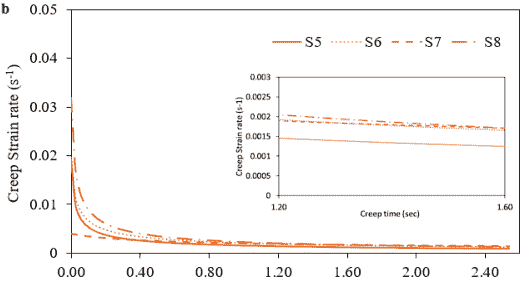 b
0.05
0.04
0.03
0.02
0.01
0
Creep Strain rate (s-1)
S5 S6 S7 S8
0.003
0.0025
0.002
0.0015
0.001
0.0005
0
Creep Strain rate (s-1)
1.20 1.60
Creep time (sec)
0.00 0.40 0.80 1.20 1.60 2.00 2.40